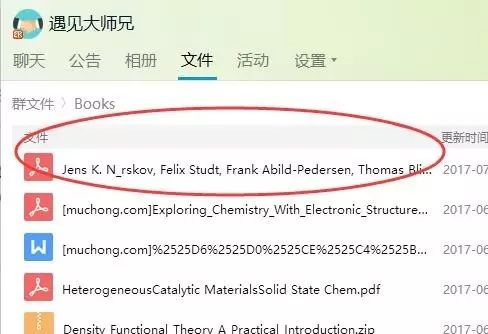 遇见大师兄
聊天 公告 相册 文件 活动 设置
群文件 〉Books
文件 更新时间
Jens K. N_rskov, Felix Studt, Frank Abild-Pedersen, Thomas Bli... 2017-07
[muchong.com]Exploring_Chemistry_With_Electronic_Structure... 2017-06
[muchong.com]%2525D6%2525D0%2525CE%2525C4%2525B... 2017-06
HeterogeneousCatalytic MaterialsSolid State Chem.pdf 2017-06
Density Functional Theory A Practical Introduction.zip 2017-06